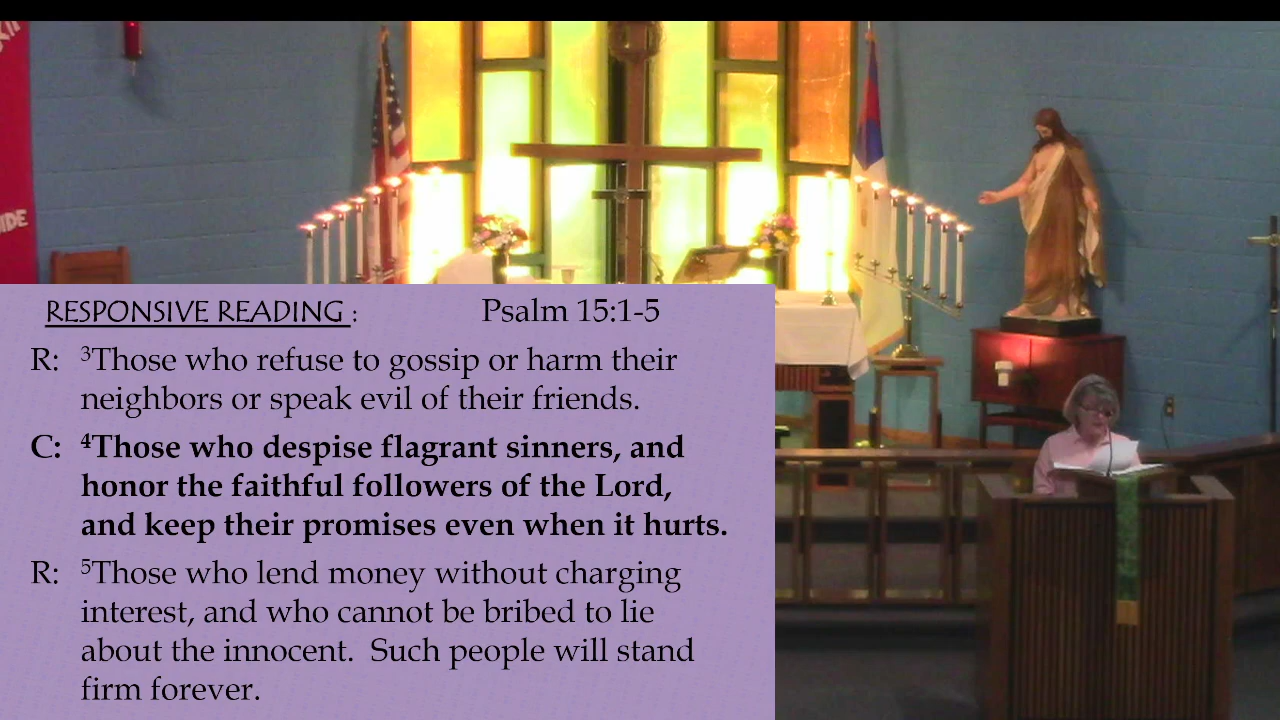 IDE
RESPONSIVE READING : Psalm 15:1-5
R: ³Those who refuse to gossip or harm their
neighbors or speak evil of their friends.
C: ⁴Those who despise flagrant sinners, and
honor the faithful followers of the Lord,
and keep their promises even when it hurts.
R: ⁵Those who lend money without charging
interest, and who cannot be bribed to lie
about the innocent.  Such people will stand
firm forever.